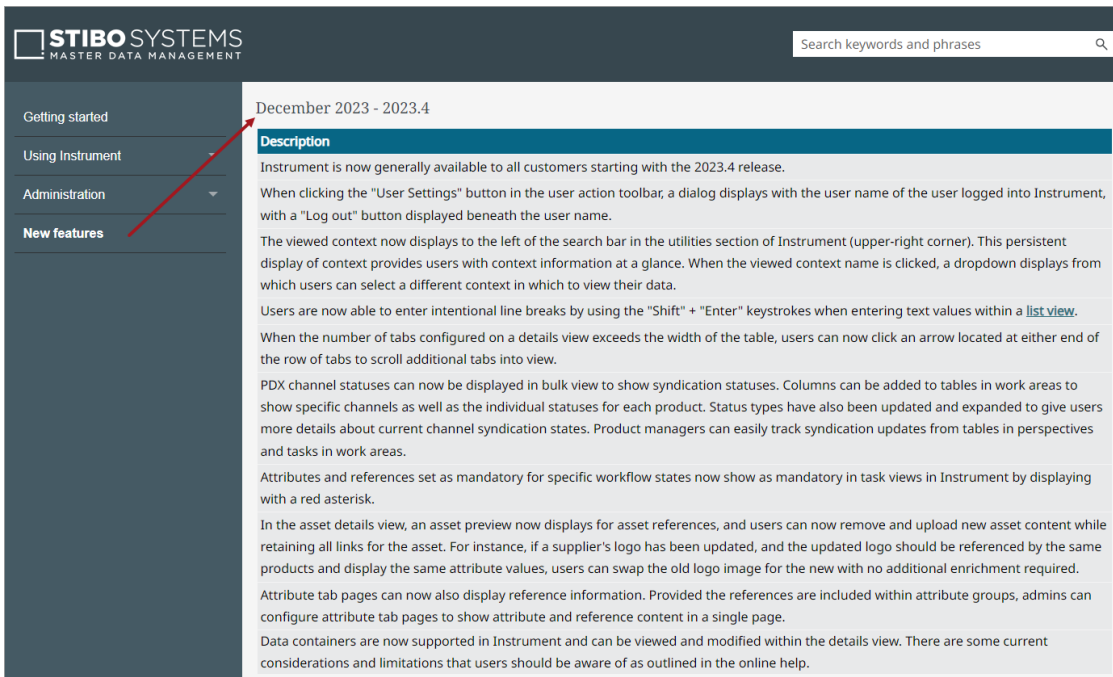 STIBO SYSTEMS
MASTER DATA MANAGEMENT
Search keywords and phrases
Getting started
Using Instrument
Administration
New features
December 2023 - 2023.4
Description
Instrument is now generally available to all customers starting with the 2023.4 release.
When clicking the "User Settings" button in the user action toolbar, a dialog displays with the user name of the user logged into Instrument,
with a "Log out" button displayed beneath the user name.
The viewed context now displays to the left of the search bar in the utilities section of Instrument (upper-right corner). This persistent
display of context provides users with context information at a glance. When the viewed context name is clicked, a dropdown displays from
which users can select a different context in which to view their data.
Users are now able to enter intentional line breaks by using the "Shift" + "Enter" keystrokes when entering text values within a list view.
When the number of tabs configured on a details view exceeds the width of the table, users can now click an arrow located at either end of
the row of tabs to scroll additional tabs into view.
PDX channel statuses can now be displayed in bulk view to show syndication statuses. Columns can be added to tables in work areas to
show specific channels as well as the individual statuses for each product. Status types have also been updated and expanded to give users
more details about current channel syndication states. Product managers can easily track syndication updates from tables in perspectives
and tasks in work areas.
Attributes and references set as mandatory for specific workflow states now show as mandatory in task views in Instrument by displaying
with a red asterisk.
In the asset details view, an asset preview now displays for asset references, and users can now remove and upload new asset content while
retaining all links for the asset. For instance, if a supplier's logo has been updated, and the updated logo should be referenced by the same
products and display the same attribute values, users can swap the old logo image for the new with no additional enrichment required.
Attribute tab pages can now also display reference information. Provided the references are included within attribute groups, admins can
configure attribute tab pages to show attribute and reference content in a single page.
Data containers are now supported in Instrument and can be viewed and modified within the details view. There are some current
considerations and limitations that users should be aware of as outlined in the online help.